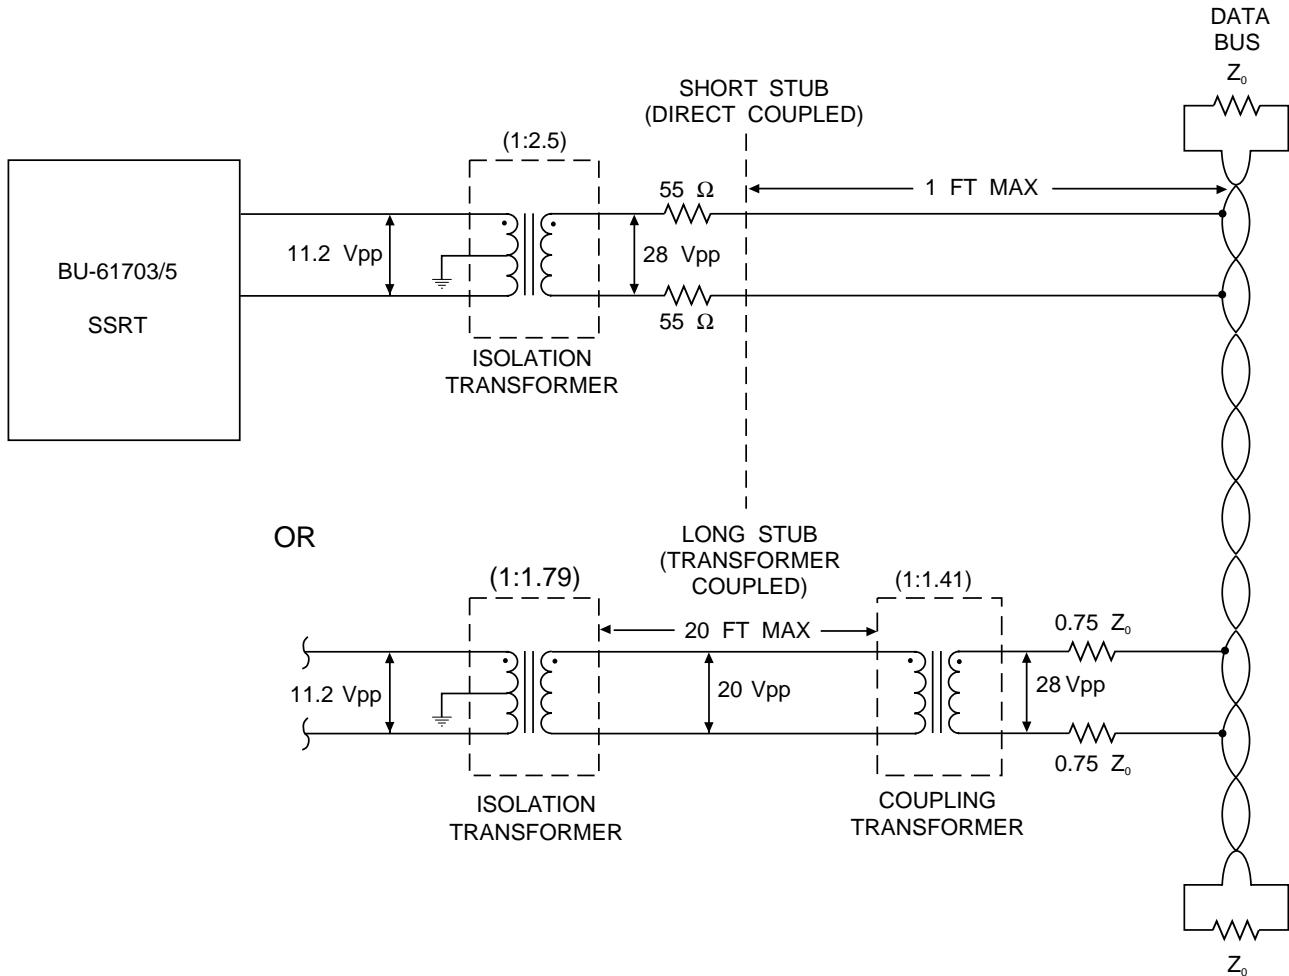 DATA
BUS
Z0
SHORT STUB
(DIRECT COUPLED)
(1:2.5)
55 Ω
1 FT MAX
11.2 Vpp
28 Vpp
BU-61703/5
SSRT
55 Ω
ISOLATION
TRANSFORMER
OR
LONG STUB
(TRANSFORMER
COUPLED)
(1:1.79)
(1:1.41)
20 FT MAX
0.75 Z0
11.2 Vpp
20 Vpp
28 Vpp
0.75 Z0
ISOLATION
TRANSFORMER
COUPLING
TRANSFORMER
Z0